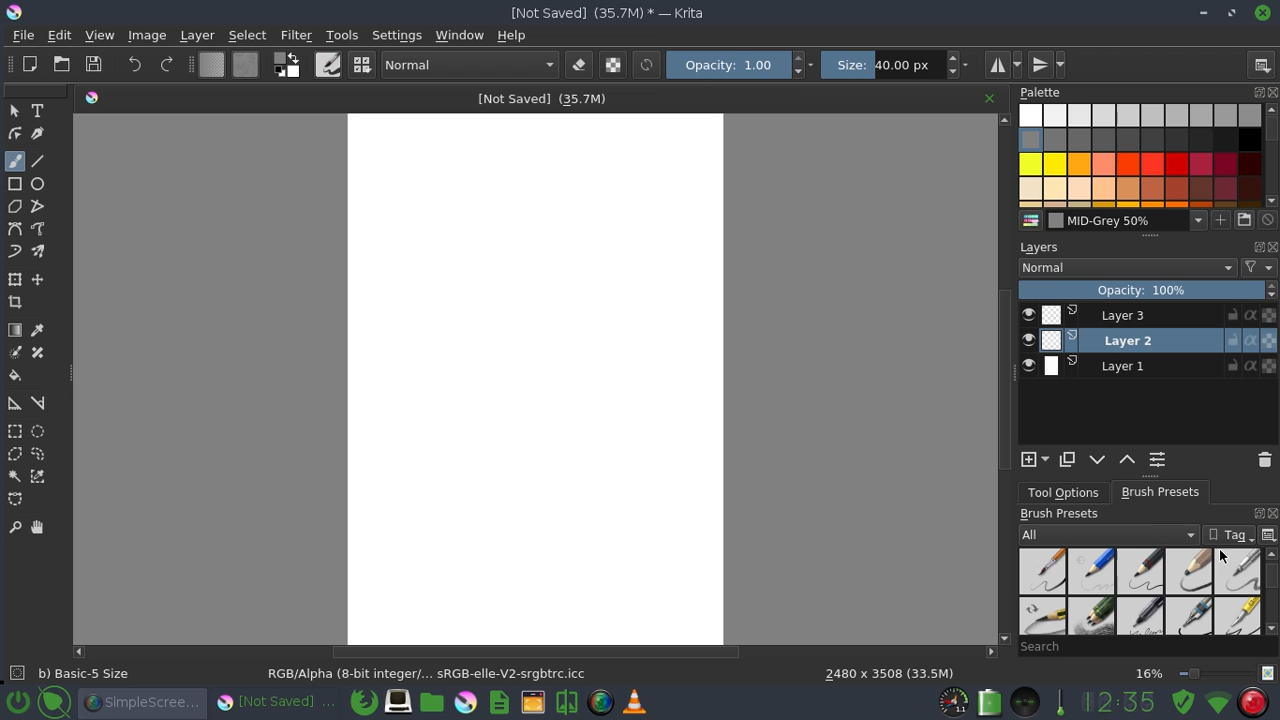 [Not Saved]  (35.7M) * — Krita
File Edit View Image Layer Select Filter Tools Settings Window Help
Normal Opacity: 1.00 Size: 40.00 px
[Not Saved]  (35.7M)
Palette
MID-Grey 50%
Layers
Normal
Opacity: 100%
Layer 3
Layer 2
Layer 1
Tool Options Brush Presets
Brush Presets
All Tag
Search
b) Basic-5 Size RGB/Alpha (8-bit integer/... sRGB-elle-V2-srgbtrc.icc 2480 x 3508 (33.5M) 16%
SimpleScree... [Not Saved] ... 12:35